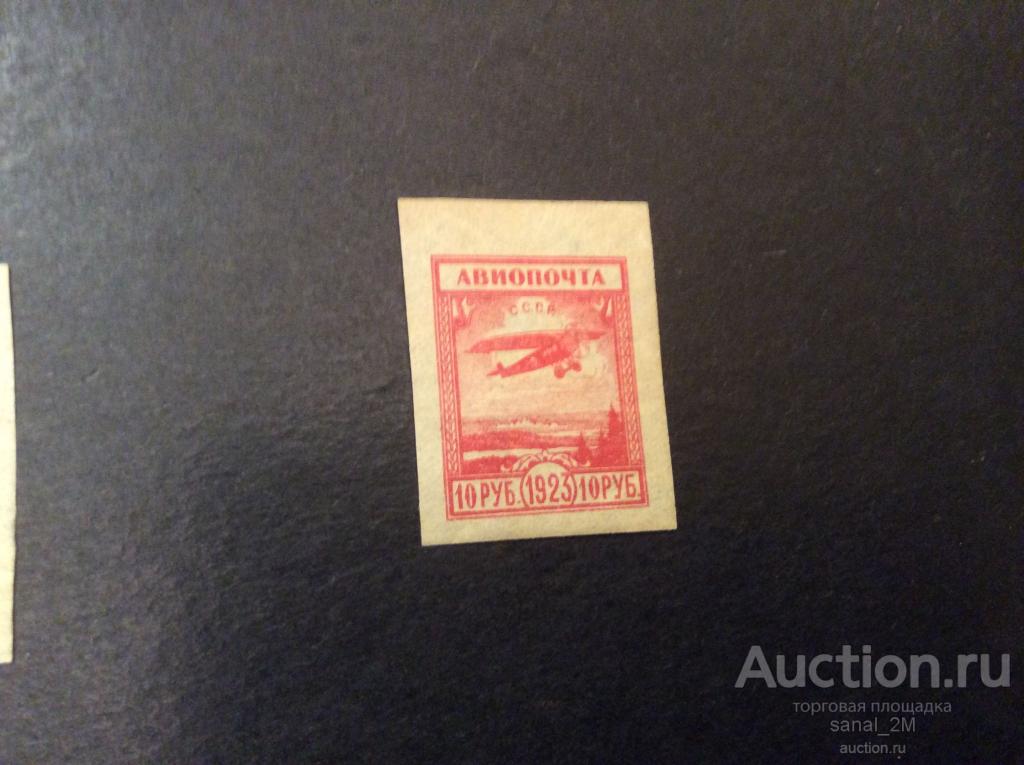 АВИОПОЧТА
СССР
10 РУБ. 1923 10 РУБ.
Auction.ru
торговая площадка
sanal_2M
auction.ru